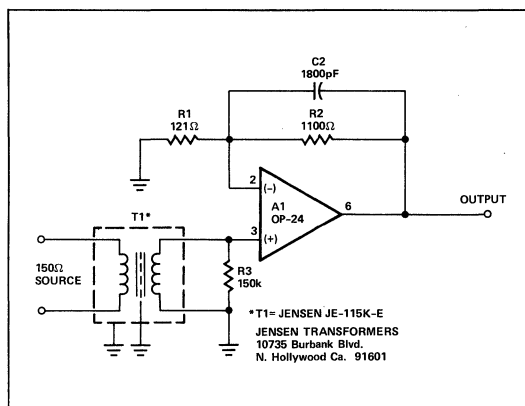 C2
1800pF
R1
121Ω
R2
1100Ω
2
(-)
A1
OP-24
6
OUTPUT
T1*
3
(+)
150Ω
SOURCE
R3
150k
*T1= JENSEN JE-115K-E
JENSEN TRANSFORMERS
10735 Burbank Blvd.
N. Hollywood Ca. 91601